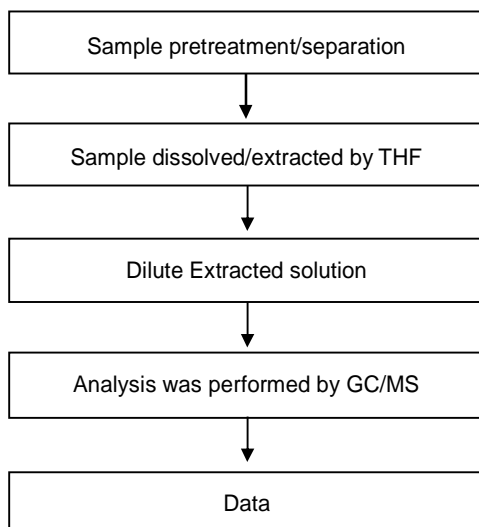 Sample pretreatment/separation
Sample dissolved/extracted by THF
Dilute Extracted solution
Analysis was performed by GC/MS
Data